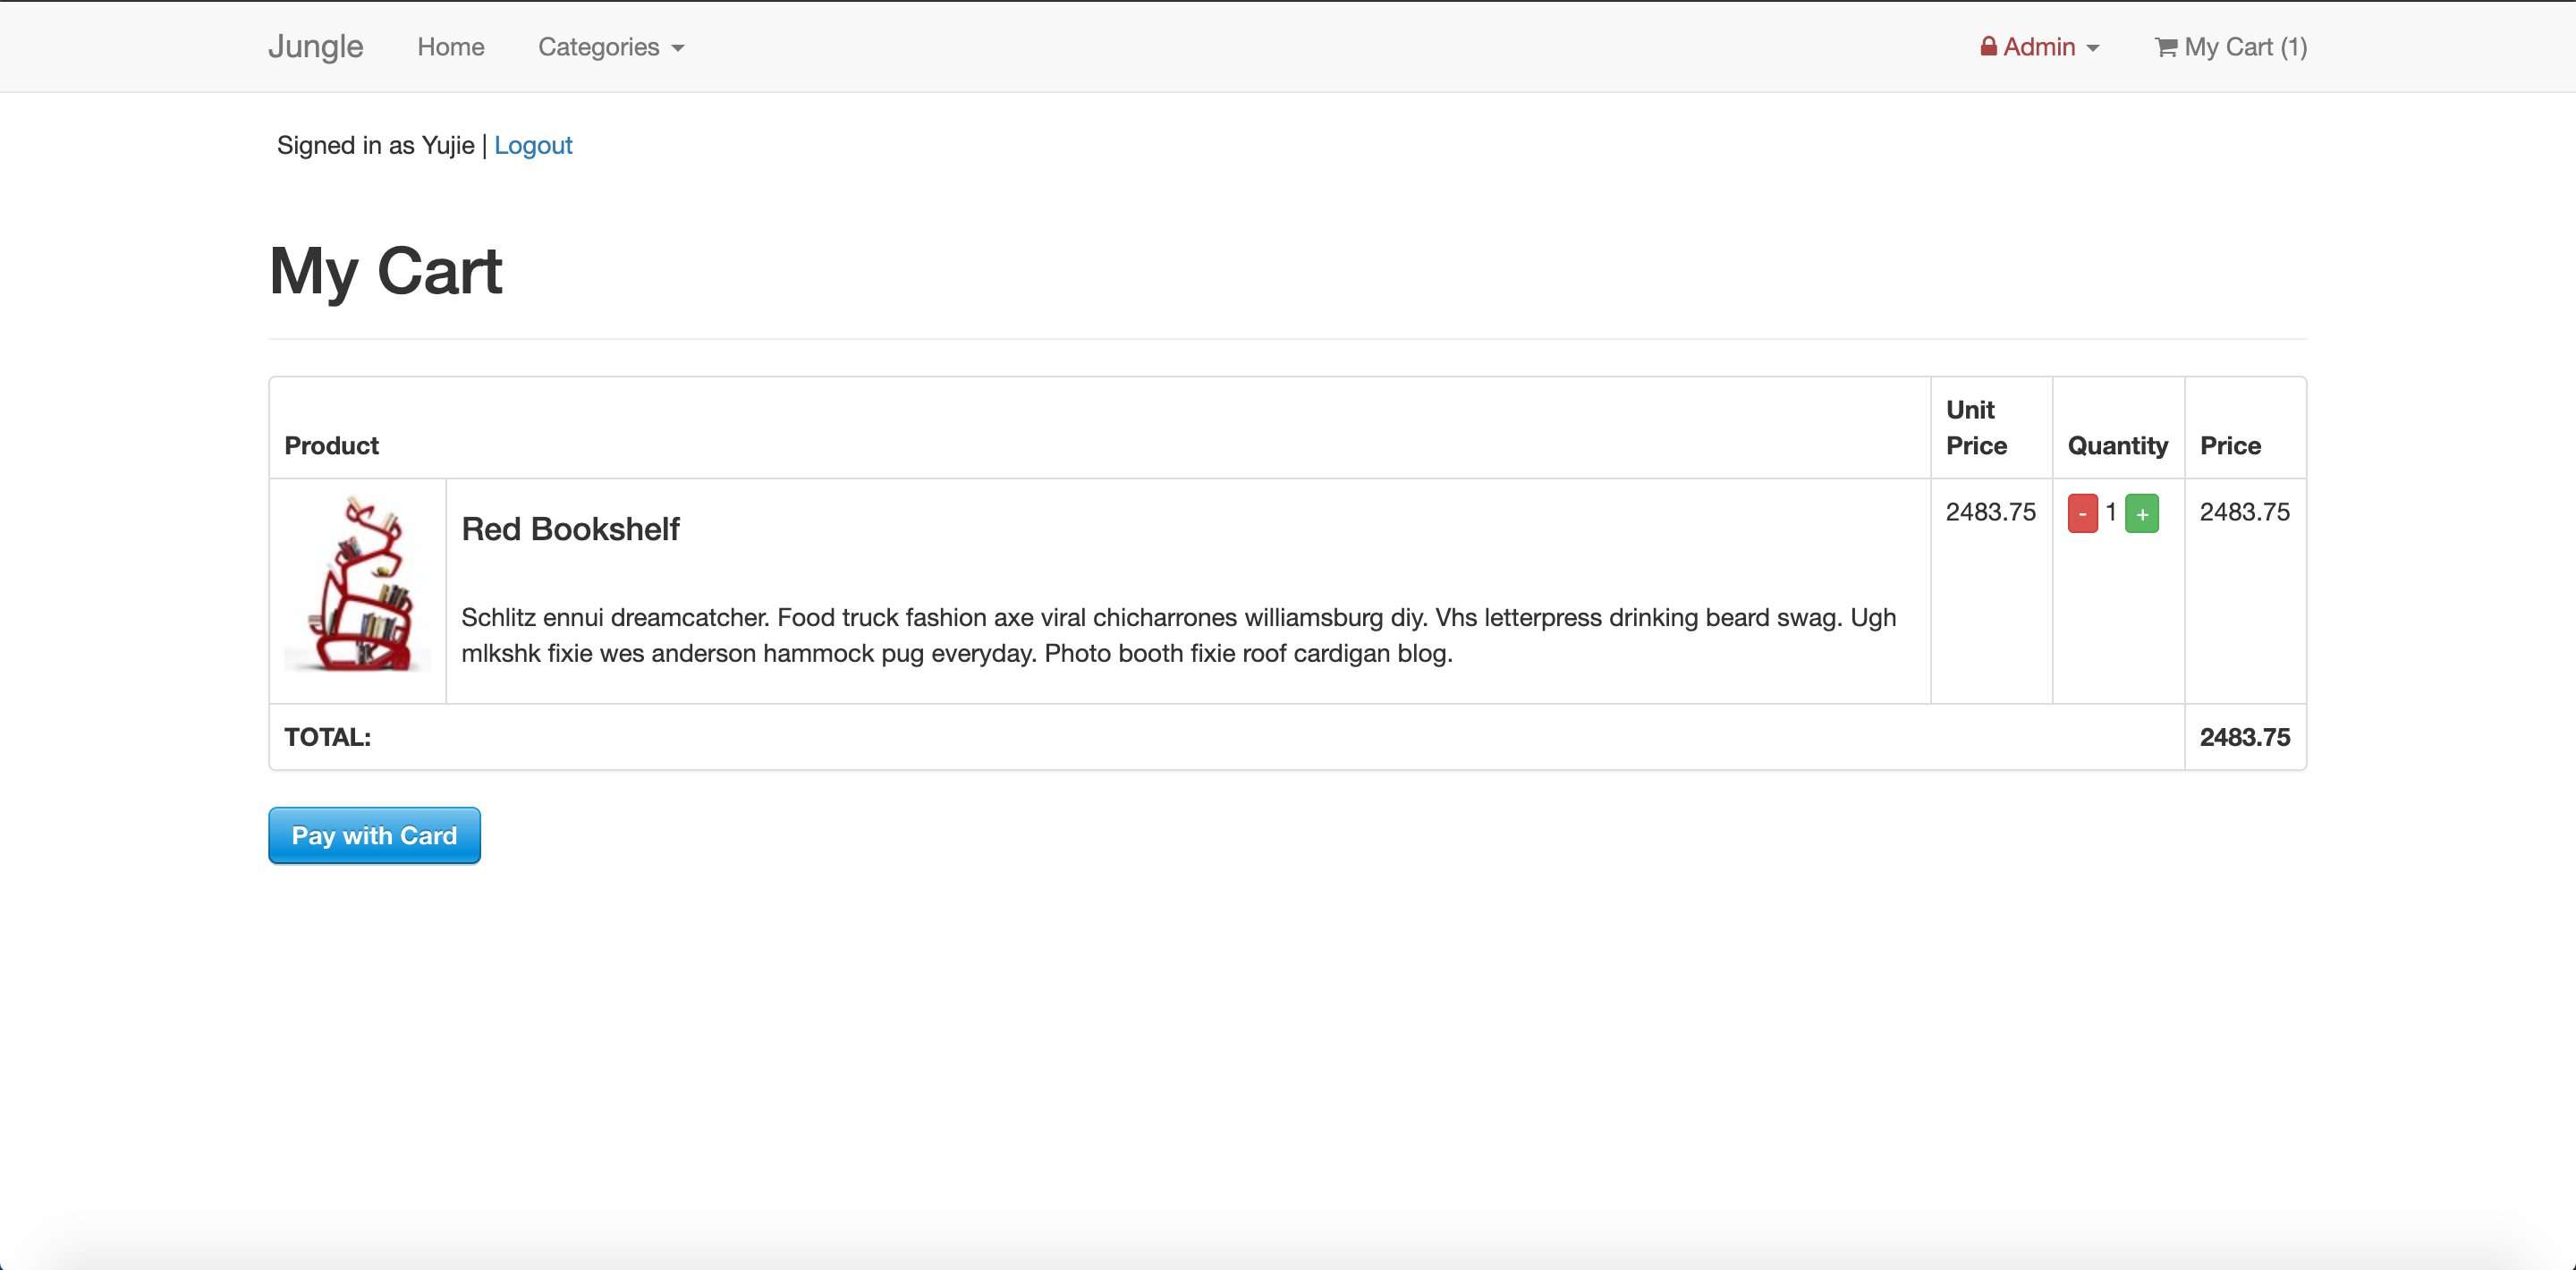 Jungle Home Categories Admin My Cart (1)
Signed in as Yujie | Logout
My Cart
Product Unit Price Quantity Price
Red Bookshelf 2483.75 - 1 + 2483.75
Schlitz ennui dreamcatcher. Food truck fashion axe viral chicharrones williamsburg diy. Vhs letterpress drinking beard swag. Ugh
mlkshk fixie wes anderson hammock pug everyday. Photo booth fixie roof cardigan blog.
TOTAL: 2483.75
Pay with Card